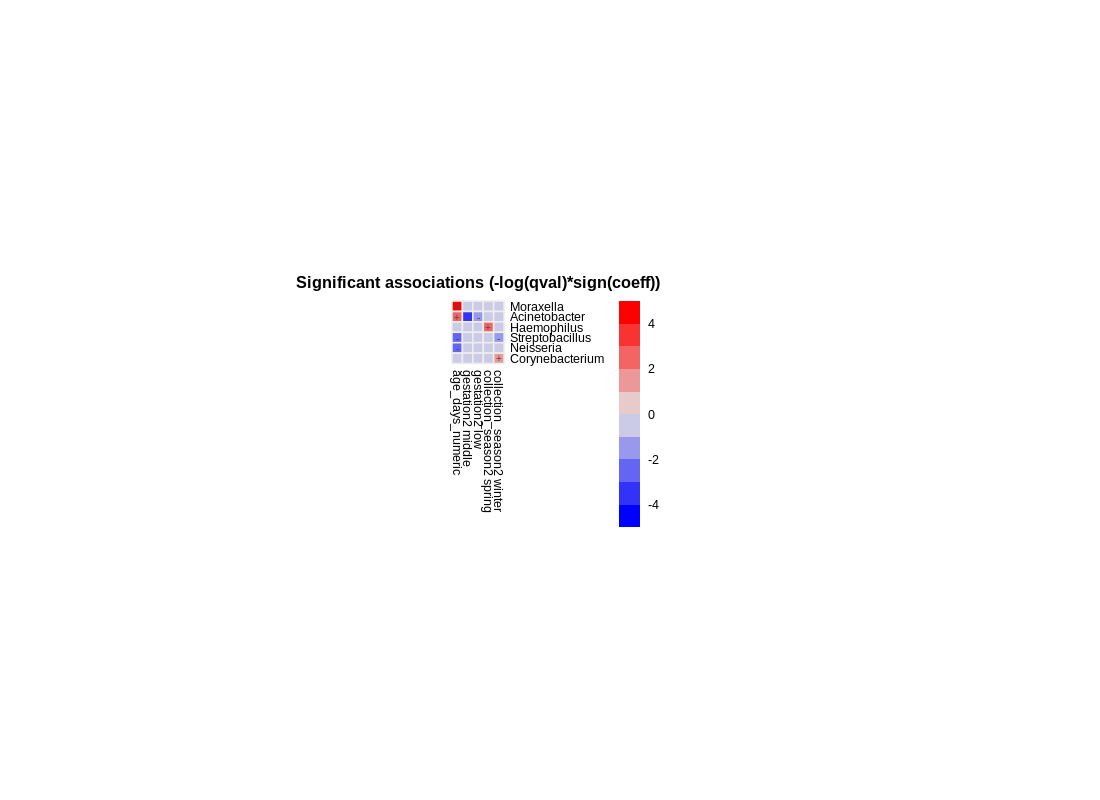 Significant associations (-log(qval)*sign(coeff))
Moraxella
Acinetobacter
Haemophilus
Streptobacillus
Neisseria
Corynebacterium
age_days_numeric
gestation2 middle
gestation2 low
collection_season2 spring
collection_season2 winter
4
2
0
-2
-4
+
+
-
+
-
-
-
+